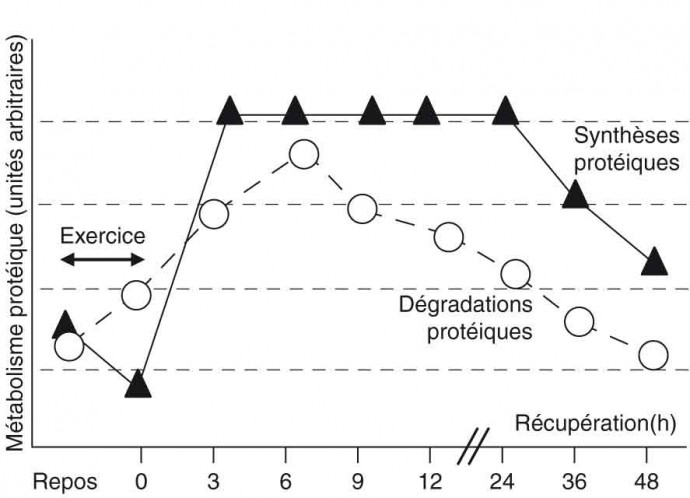 Métabolisme protéique (unités arbitraires)
Synthèses
protéiques
Exercice
Dégradations
protéiques
Récupération(h)
Repos 0 3 6 9 12 24 36 48